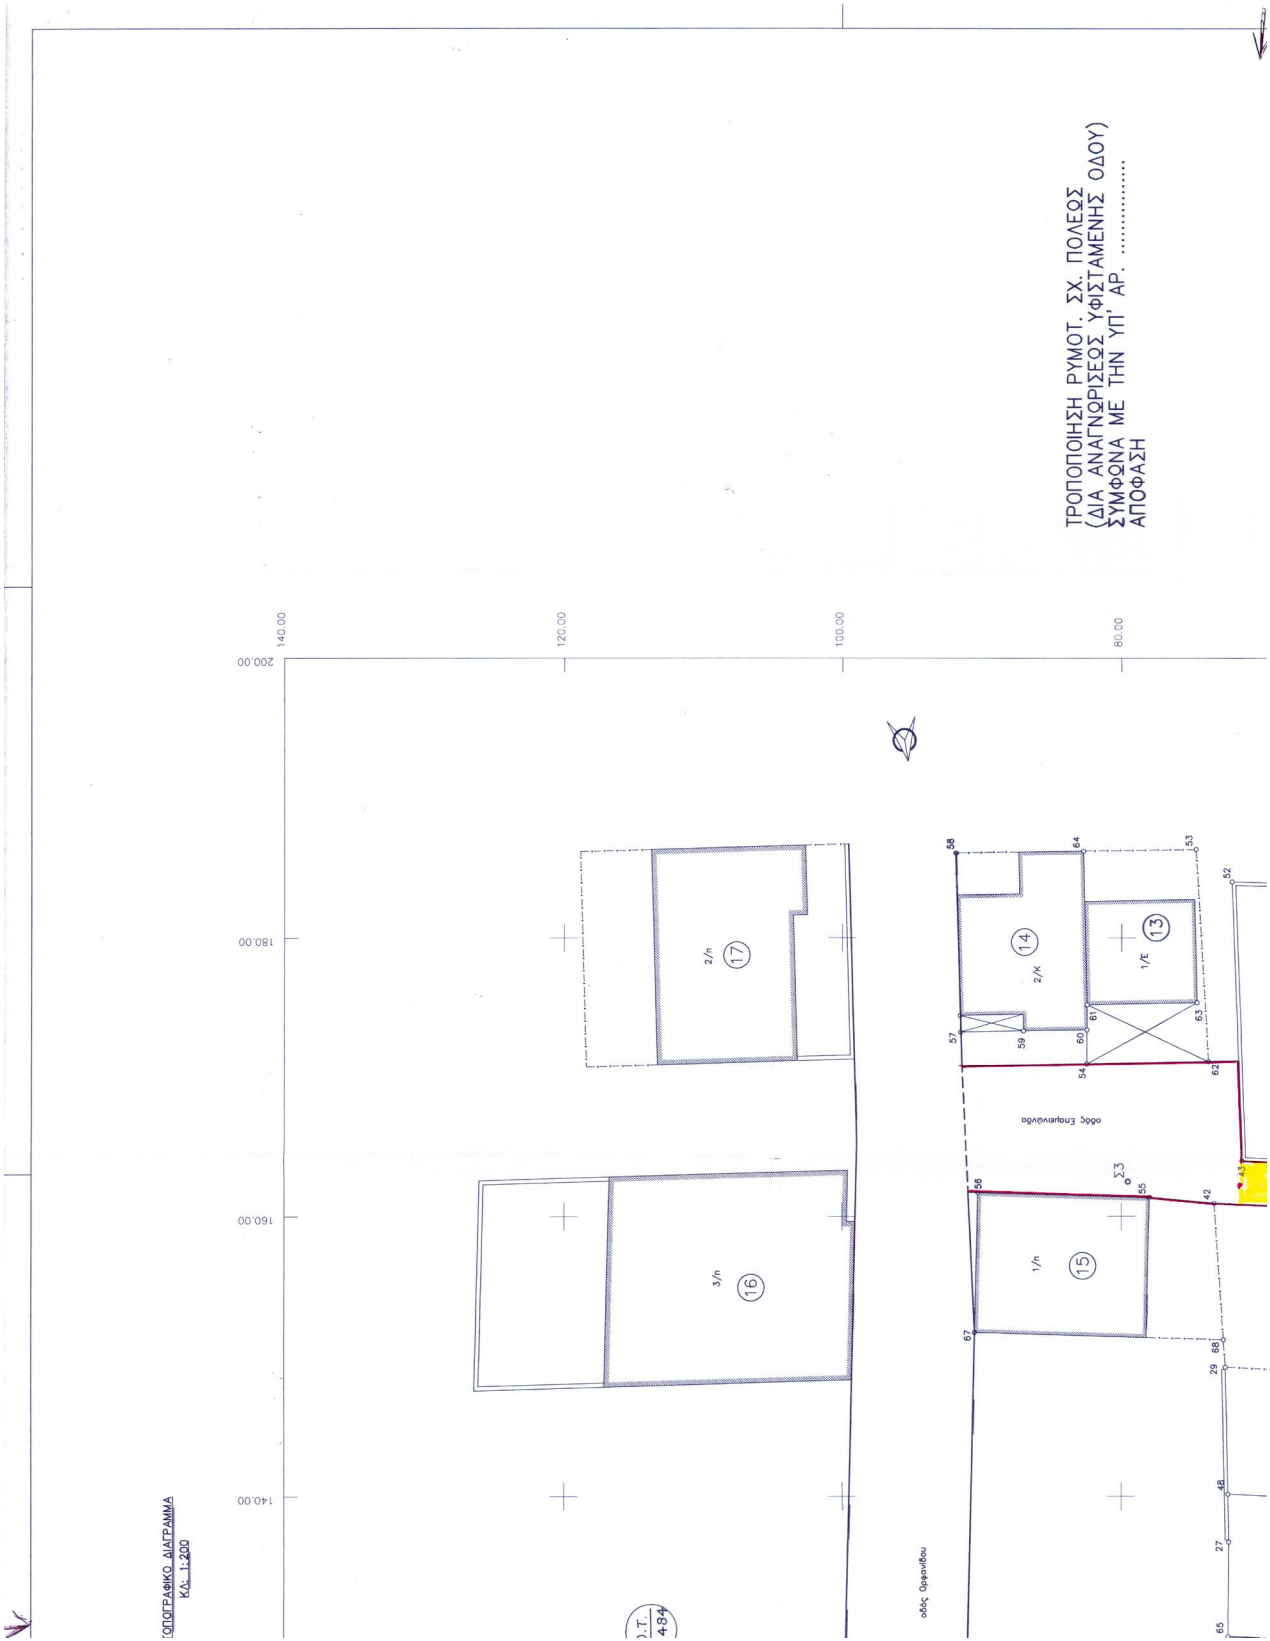 ΤΟΠΟΓΡΑΦΙΚΟ ΔΙΑΓΡΑΜΜΑ
ΚΛ: 1:200
ΤΡΟΠΟΠΟΙΗΣΗ ΡΥΜΟΤ. ΣΧ. ΠΟΛΕΩΣ
(ΔΙΑ ΑΝΑΓΝΩΡΙΣΕΩΣ ΥΦΙΣΤΑΜΕΝΗΣ ΟΔΟΥ)
ΣΥΜΦΩΝΑ ΜΕ ΤΗΝ ΥΠ' ΑΡ. ................
ΑΠΟΦΑΣΗ
140.00
120.00
100.00
80.00
200.00
180.00
160.00
140.00
2/π
17
3/π
16
Ο.Τ.
484
58
64
53
52
14
2/Κ
13
1/Ε
57
59
60
61
63
54
62
οδός Επαμεινώνδα
Σ3
43
56
55
42
1/π
15
67
68
29
48
27
65
οδός Ορφανίδου